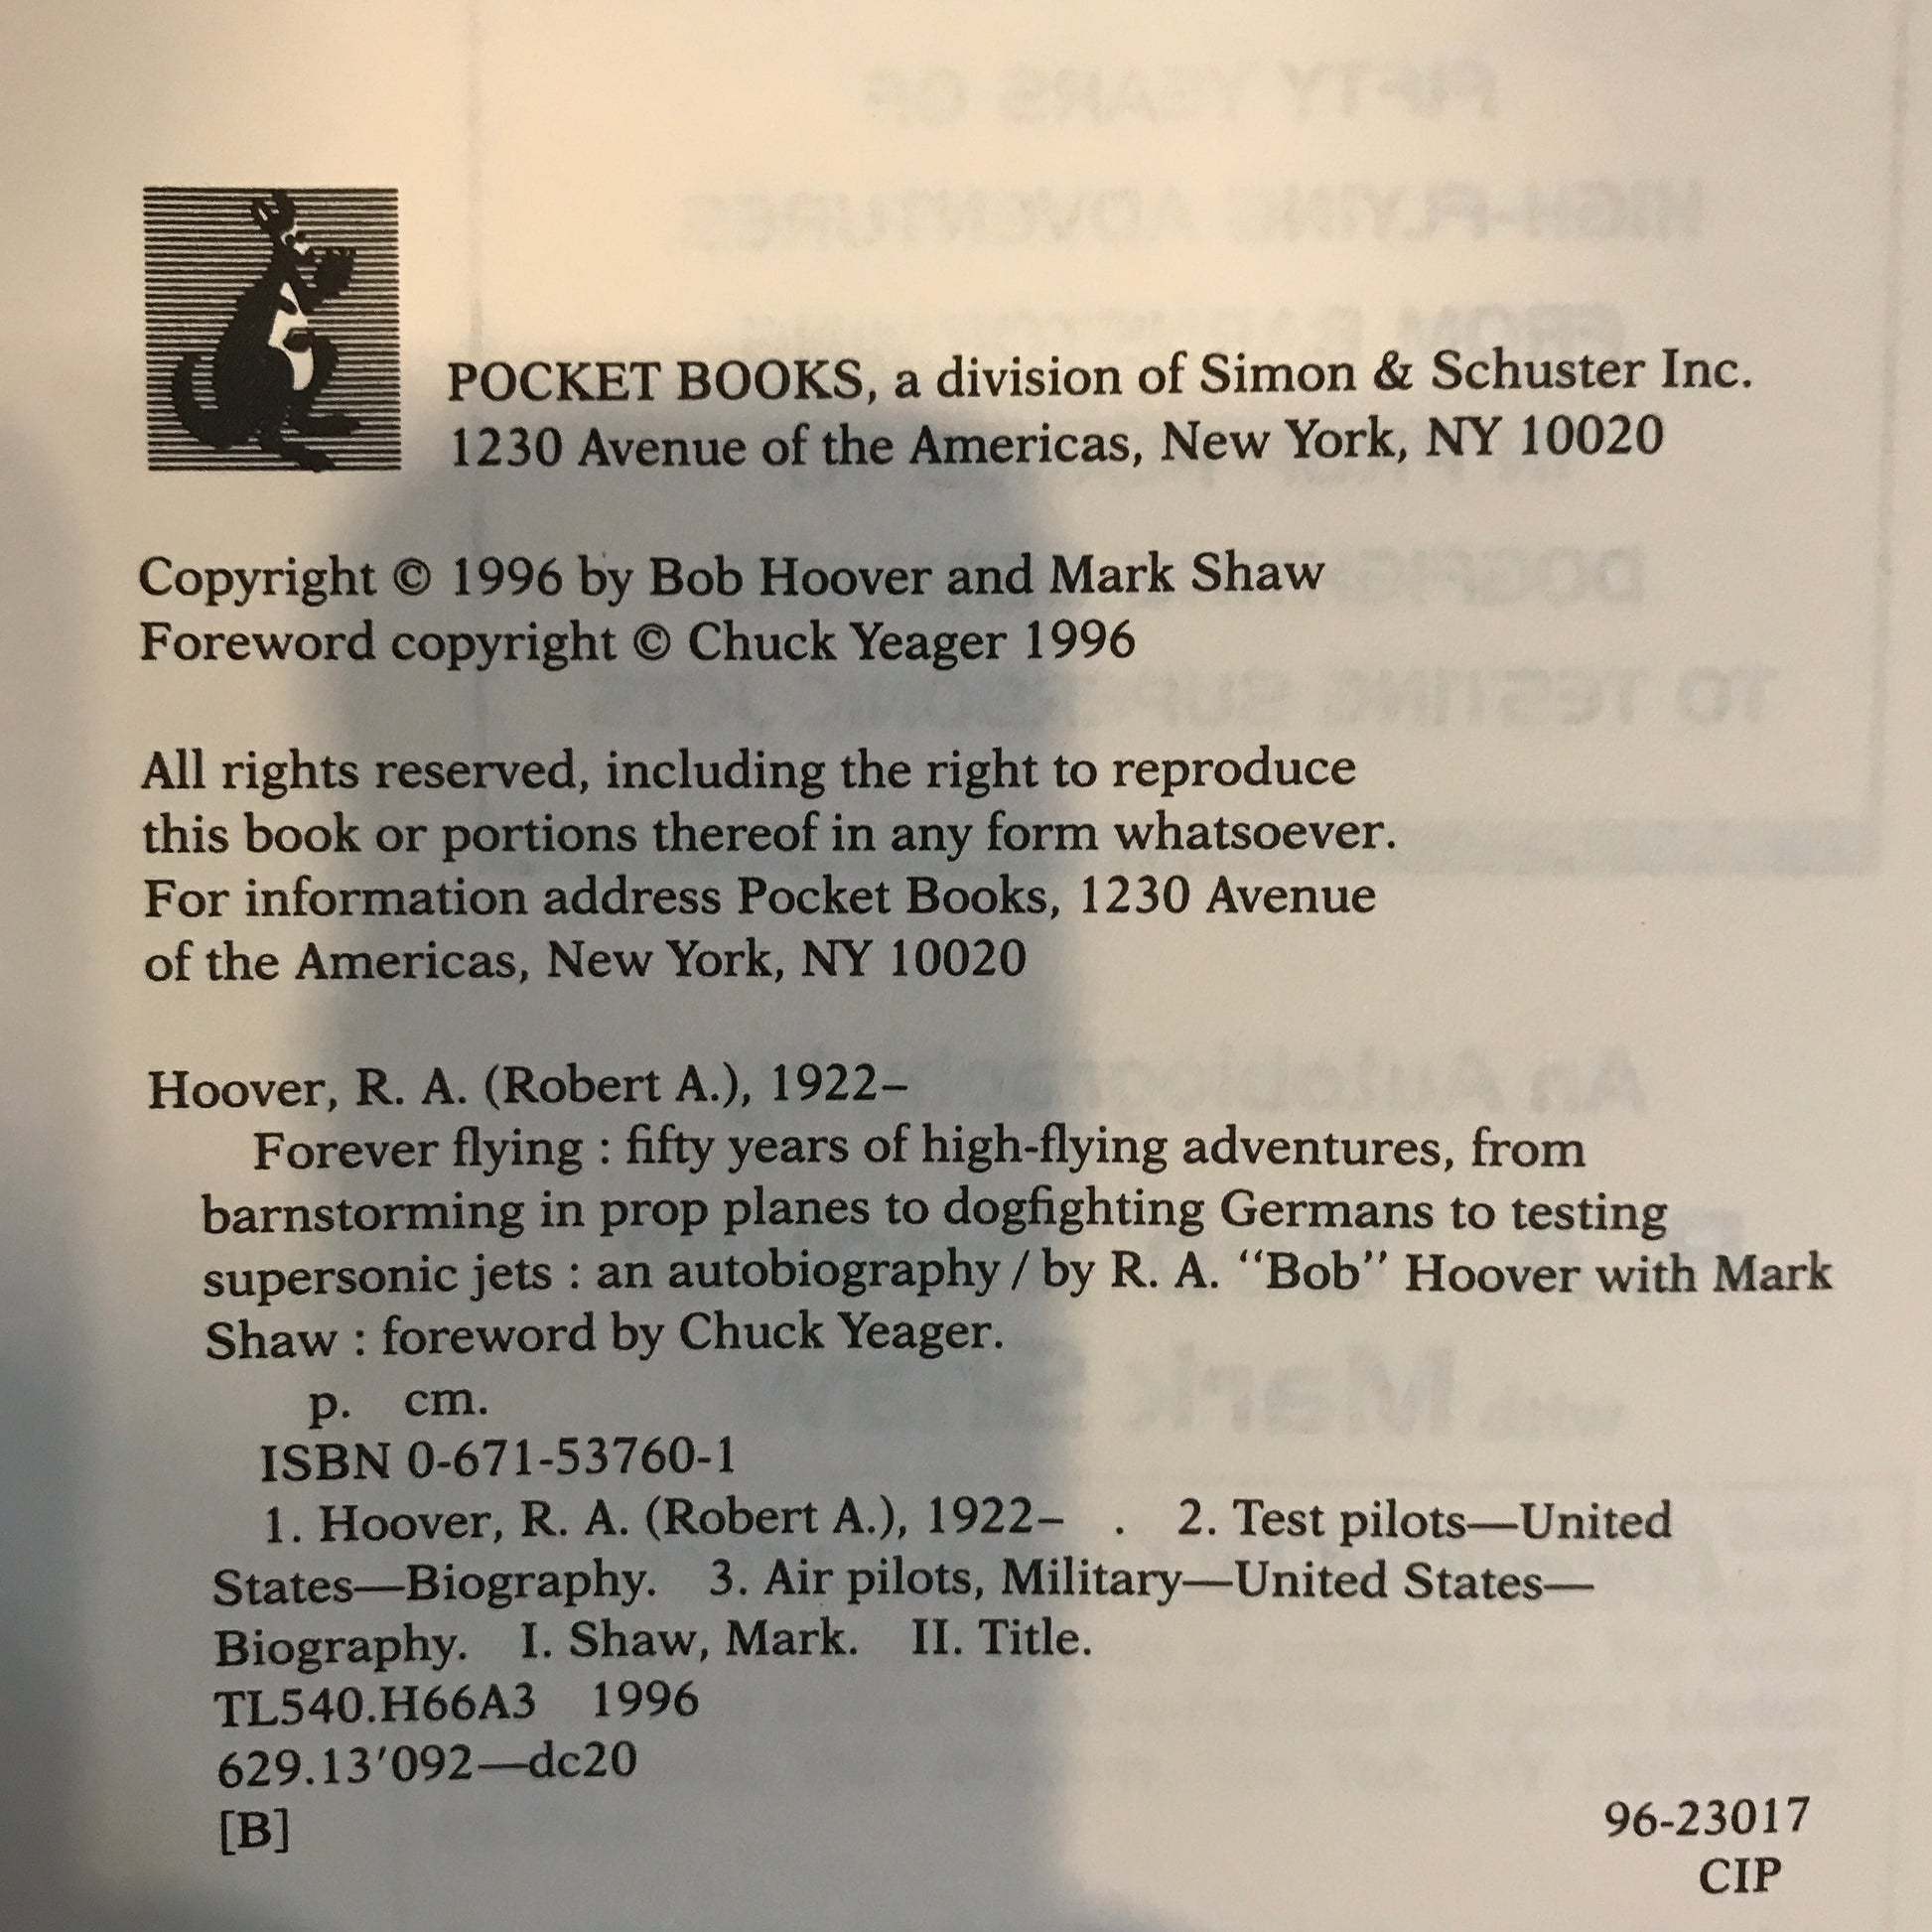 POCKET BOOKS, a division of Simon & Schuster Inc.
1230 Avenue of the Americas, New York, NY 10020
Copyright © 1996 by Bob Hoover and Mark Shaw
Foreword copyright © Chuck Yeager 1996
All rights reserved, including the right to reproduce
this book or portions thereof in any form whatsoever.
For information address Pocket Books, 1230 Avenue
of the Americas, New York, NY 10020
Hoover, R. A. (Robert A.), 1922–
Forever flying : fifty years of high-flying adventures, from
barnstorming in prop planes to dogfighting Germans to testing
supersonic jets : an autobiography / by R. A. “Bob” Hoover with Mark
Shaw : foreword by Chuck Yeager.
p. cm.
ISBN 0-671-53760-1
1. Hoover, R. A. (Robert A.), 1922– . 2. Test pilots—United
States—Biography. 3. Air pilots, Military—United States—
Biography. I. Shaw, Mark. II. Title.
TL540.H66A3 1996
629.13′092—dc20
[B]
96-23017
CIP